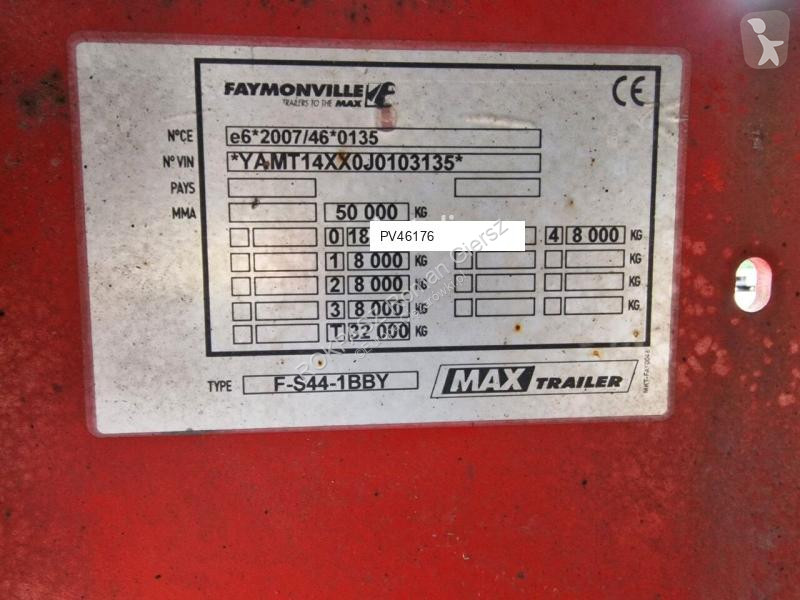 FAYMONVILLE
TRAILERS TO THE MAX
CE
N°CE e6*2007/46*0135
N° VIN *YAMT14XX0J0103135*
PAYS
MMA 50 000 KG
0 18 PV46176 4 8 000 KG
1 8 000 KG KG
2 8 000 KG KG
3 8 000 KG KG
T 32 000 KG
TYPE F-S44-1BBY MAX TRAILER